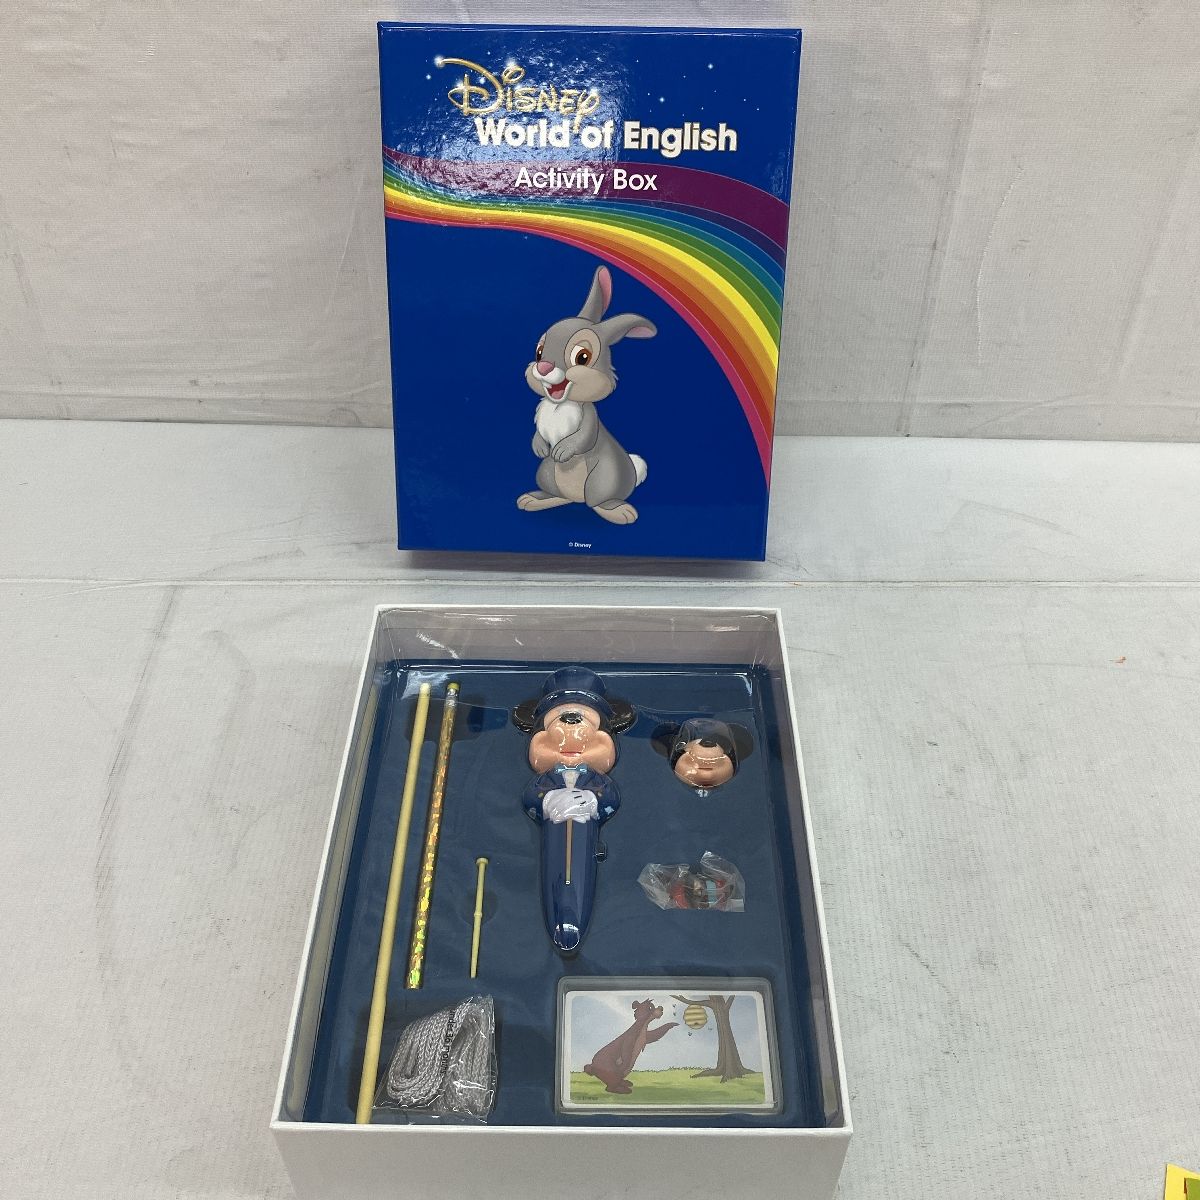 Disney
World of English
Activity Box
© Disney